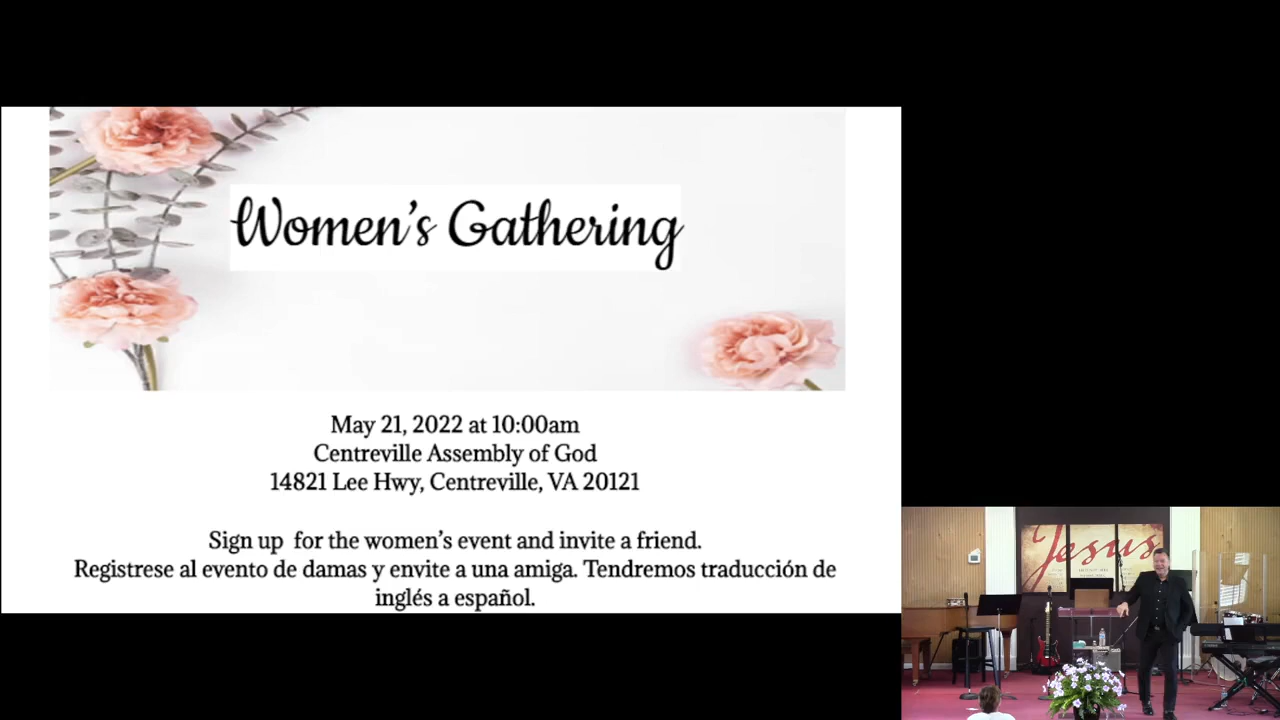 Women's Gathering
May 21, 2022 at 10:00am
Centreville Assembly of God
14821 Lee Hwy, Centreville, VA 20121
Sign up  for the women's event and invite a friend.
Registrese al evento de damas y envite a una amiga. Tendremos traducción de
inglés a español.
Jesus